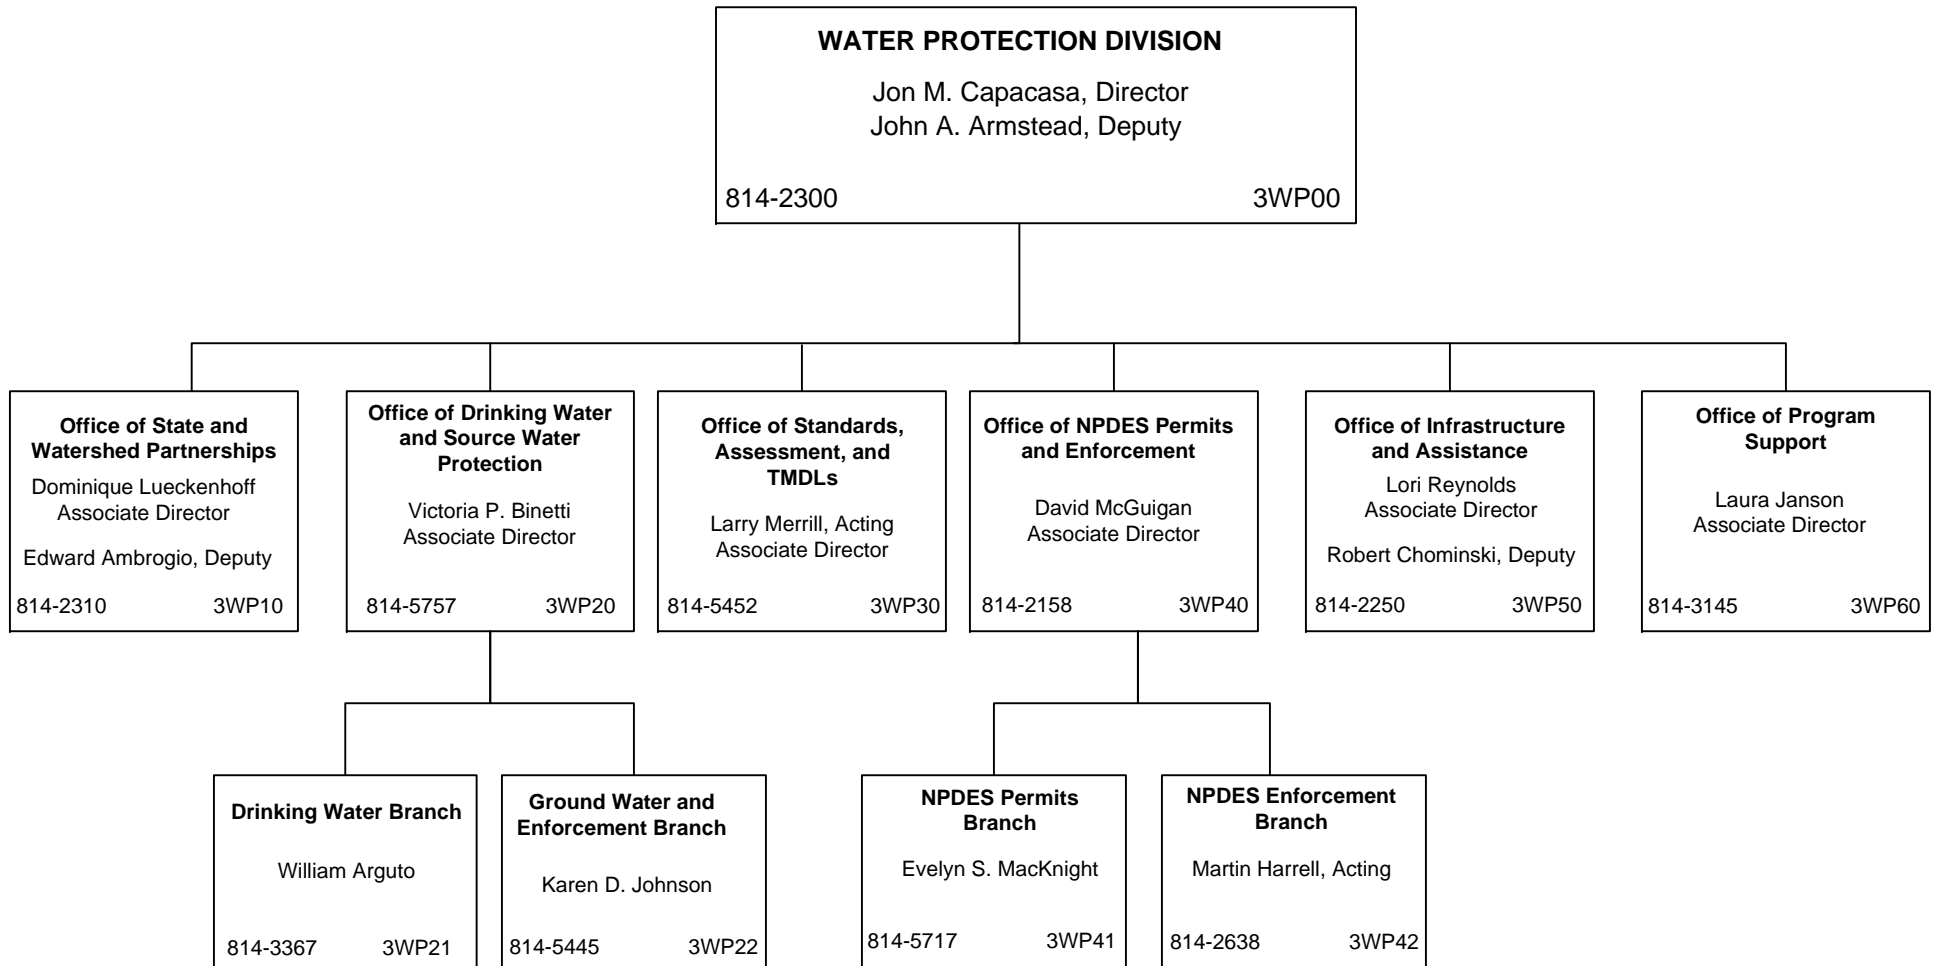 WATER PROTECTION DIVISION
Jon M. Capacasa, Director
John A. Armstead, Deputy
814-2300 3WP00
Office of State and
Watershed Partnerships
Dominique Lueckenhoff
Associate Director
Edward Ambrogio, Deputy
814-2310 3WP10
Office of Drinking Water
and Source Water
Protection
Victoria P. Binetti
Associate Director
814-5757 3WP20
Office of Standards,
Assessment, and
TMDLs
Larry Merrill, Acting
Associate Director
814-5452 3WP30
Office of NPDES Permits
and Enforcement
David McGuigan
Associate Director
814-2158 3WP40
Office of Infrastructure
and Assistance
Lori Reynolds
Associate Director
Robert Chominski, Deputy
814-2250 3WP50
Office of Program
Support
Laura Janson
Associate Director
814-3145 3WP60
Drinking Water Branch
William Arguto
814-3367 3WP21
Ground Water and
Enforcement Branch
Karen D. Johnson
814-5445 3WP22
NPDES Permits
Branch
Evelyn S. MacKnight
814-5717 3WP41
NPDES Enforcement
Branch
Martin Harrell, Acting
814-2638 3WP42